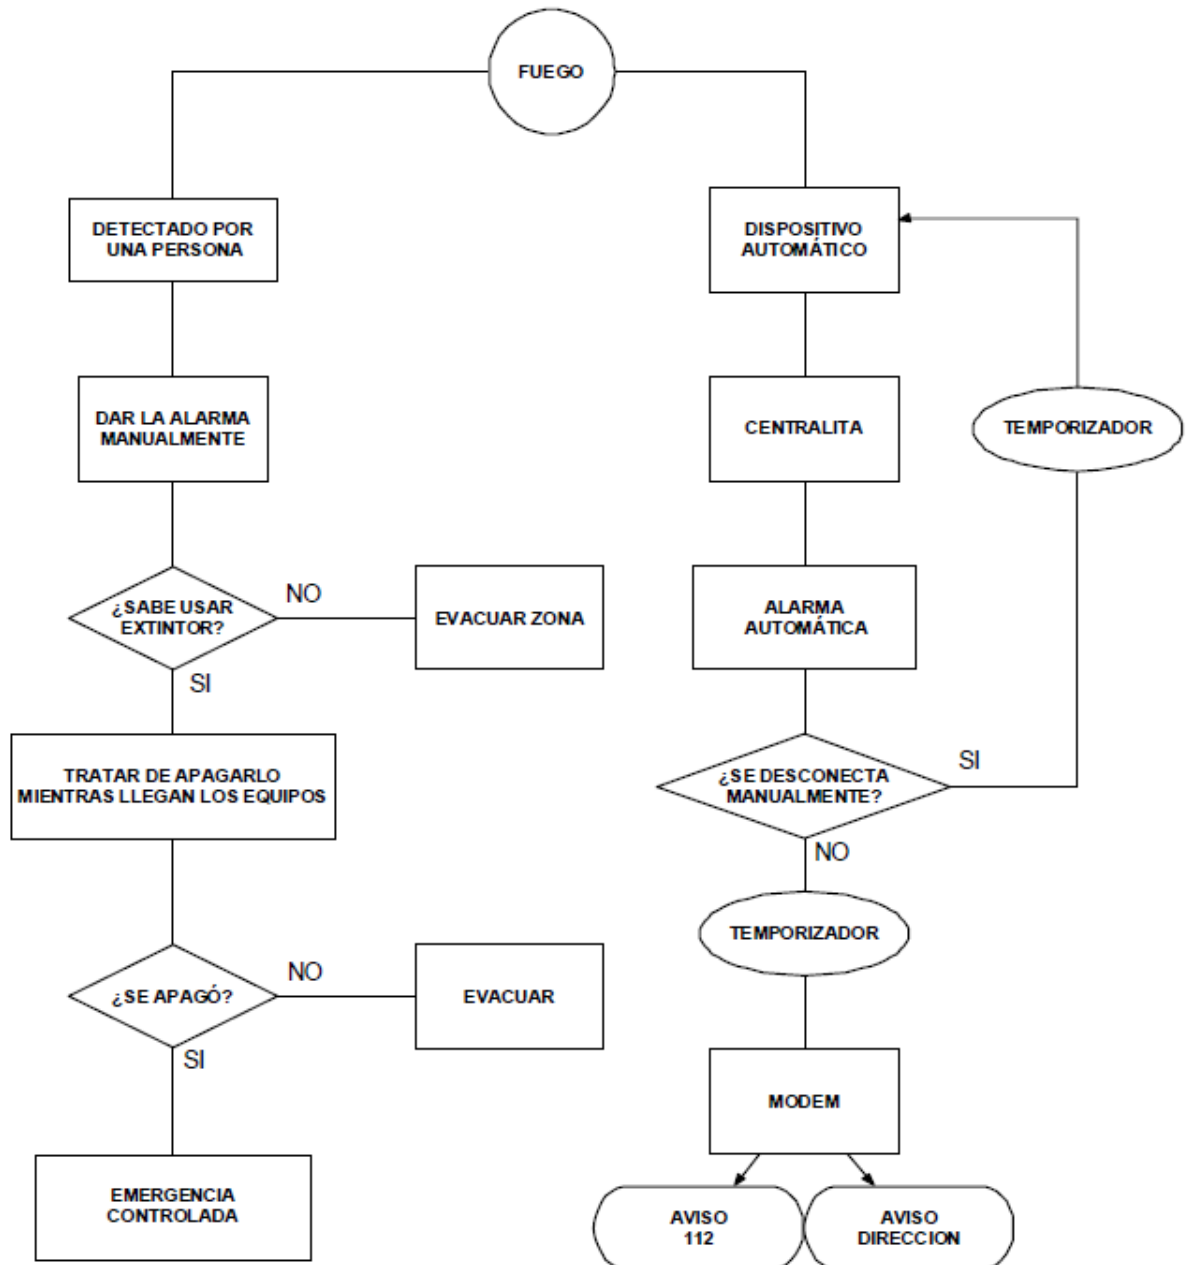 FUEGO
DETECTADO POR
UNA PERSONA
DISPOSITIVO
AUTOMÁTICO
DAR LA ALARMA
MANUALMENTE
CENTRALITA
TEMPORIZADOR
¿SABE USAR
EXTINTOR?
NO
SI
EVACUAR ZONA
ALARMA
AUTOMÁTICA
TRATAR DE APAGARLO
MIENTRAS LLEGAN LOS EQUIPOS
¿SE DESCONECTA
MANUALMENTE?
SI
NO
TEMPORIZADOR
¿SE APAGÓ?
NO
SI
EVACUAR
MODEM
EMERGENCIA
CONTROLADA
AVISO
112
AVISO
DIRECCION